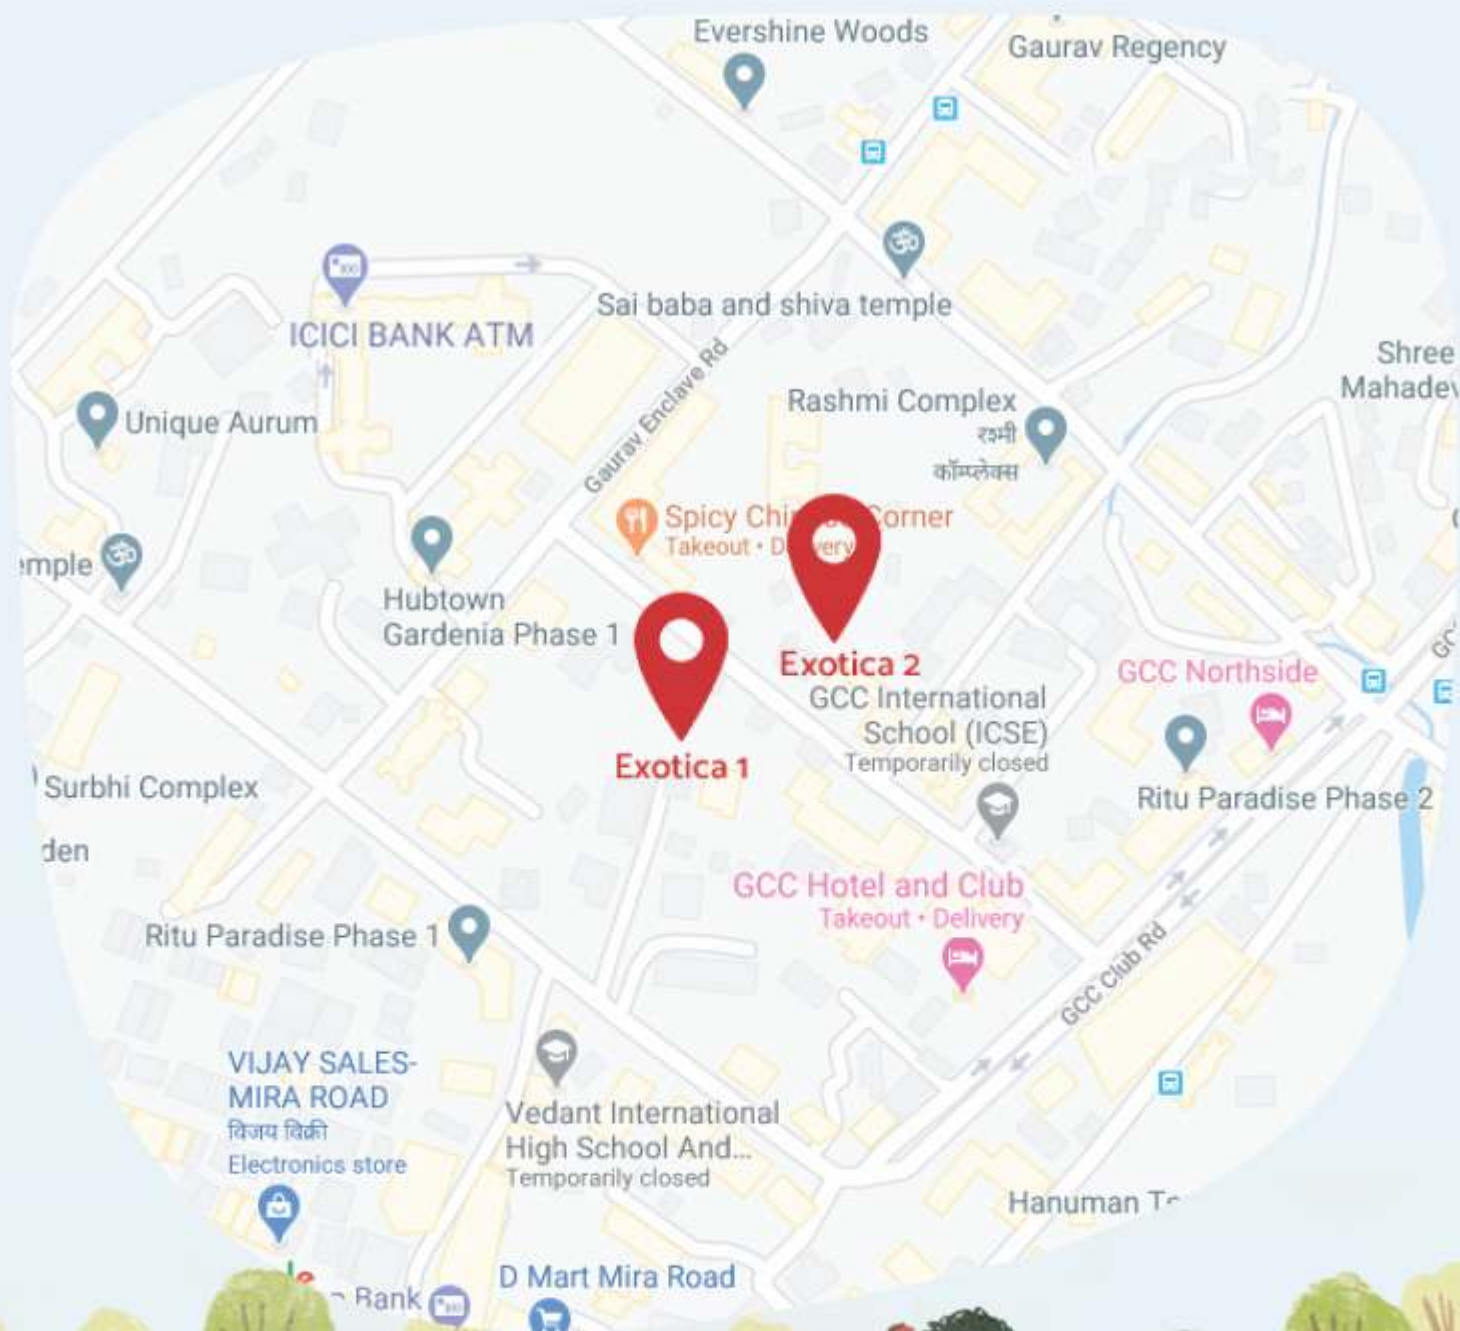 Evershine Woods
Gaurav Regency
Sai baba and shiva temple
ICICI BANK ATM
Gaurav Enclave Rd
Shree
Rashmi Complex
रश्मी
कॉम्प्लेक्स
Unique Aurum
Spicy Corner
Takeout •
Hubtown
Gardenia Phase 1
Exotica 2
GCC International
School (ICSE)
Temporarily closed
GCC Northside
Exotica 1
Surbhi Complex
Ritu Paradise Phase 2
GCC Hotel and Club
Takeout • Delivery
Ritu Paradise Phase 1
GCC Club Rd
VIJAY SALES-
MIRA ROAD
विजय विक्री
Electronics store
Vedant International
High School And...
Temporarily closed
Hanuman
D Mart Mira Road
Bank